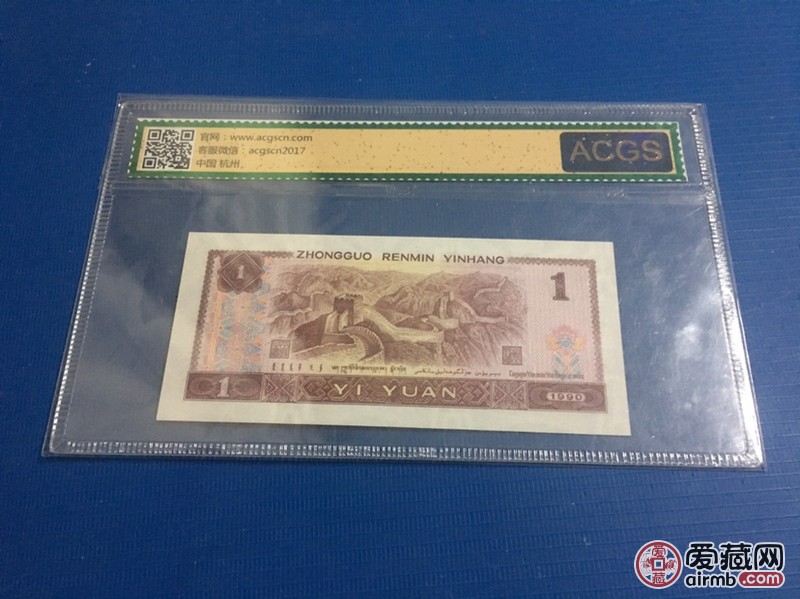 官网：www.acgscn.com
客服微信：acgscn2017
中国 杭州
ACGS
ZHONGGUO RENMIN YINHANG
1
1
YI YUAN
1
1990
爱藏网
airmb.com